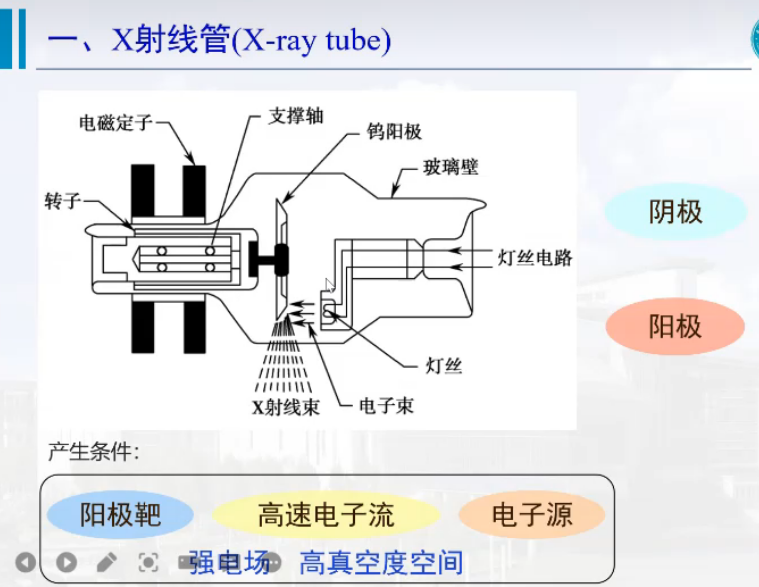 一、X射线管(X-ray tube)
电磁定子
支撑轴
钨阳极
玻璃壁
转子
阴极
灯丝电路
阳极
灯丝
X射线束
电子束
产生条件：
阳极靶 高速电子流 电子源
强电场 高真空度空间